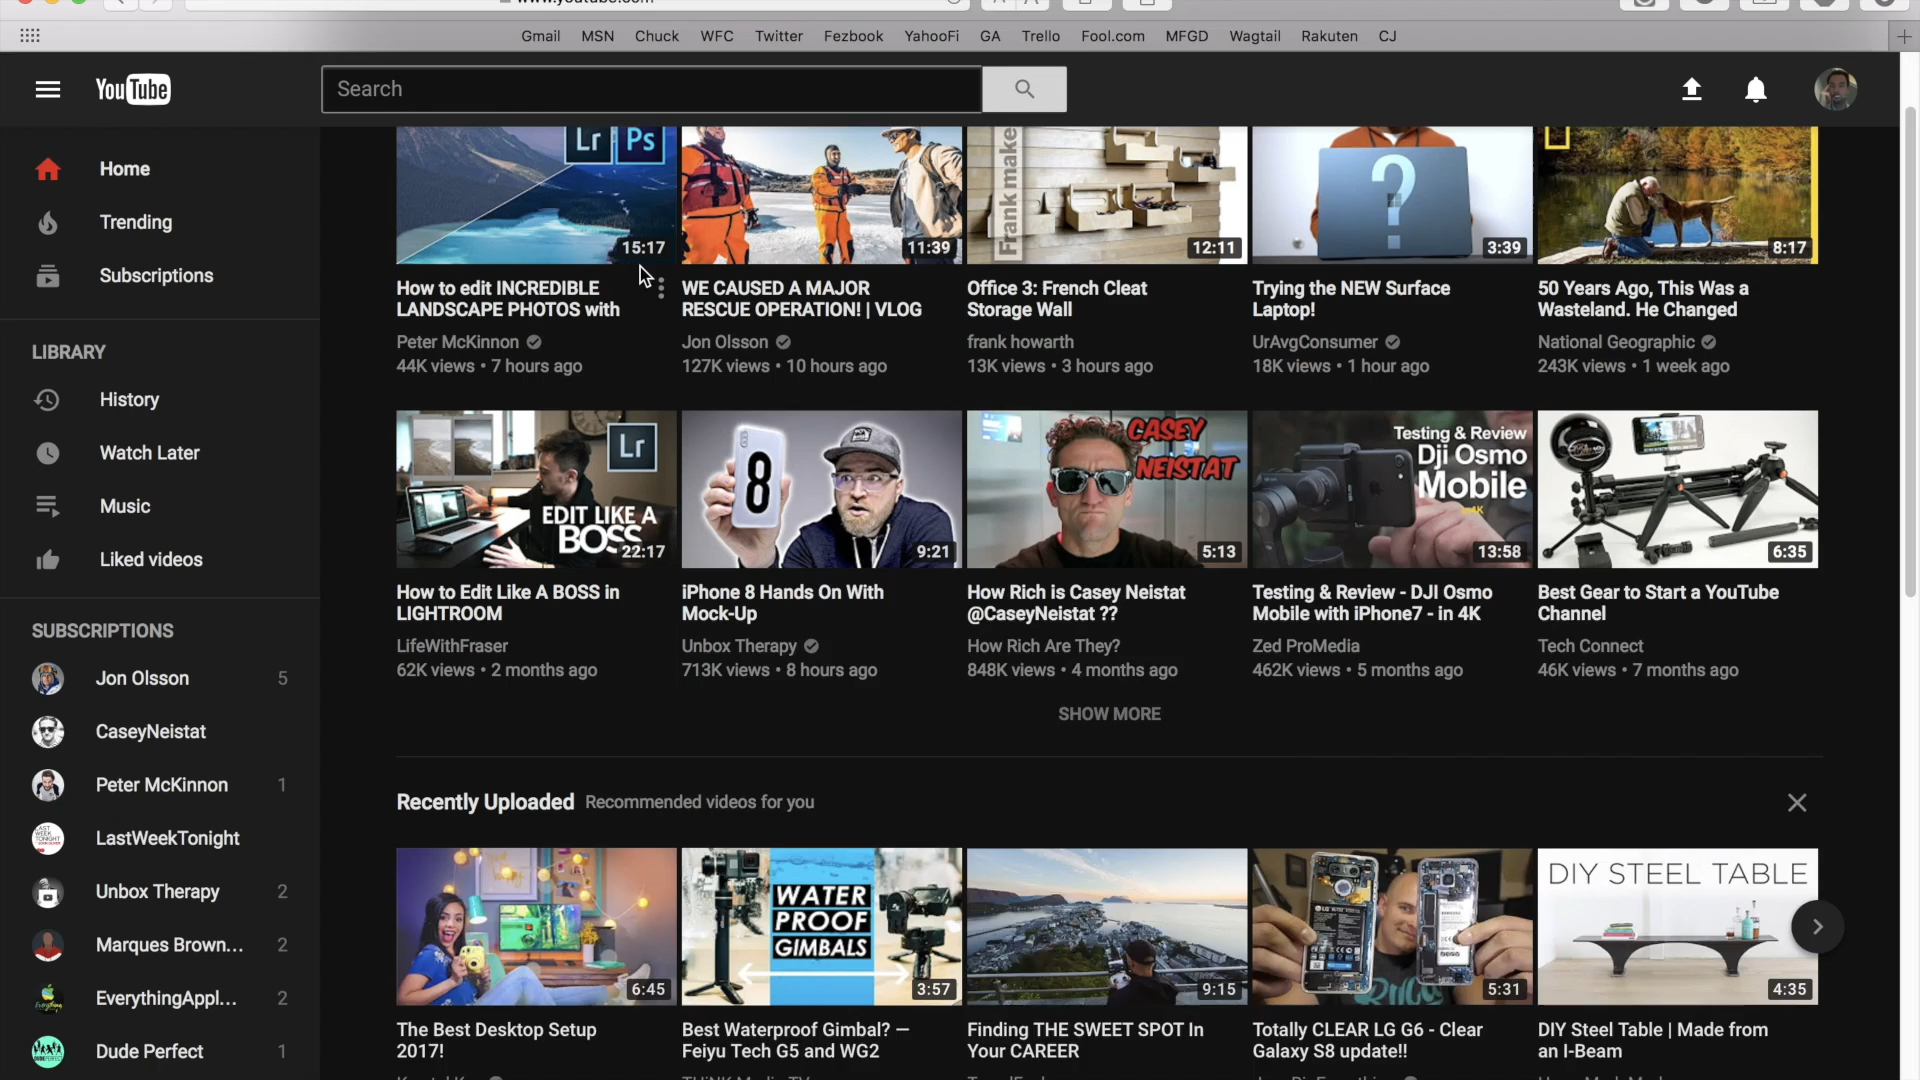 Gmail MSN Chuck WFC Twitter Fezbook YahooFi GA Trello Fool.com MFGD Wagtail Rakuten CJ
YouTube
Search
Home
Trending
Subscriptions
LIBRARY
History
Watch Later
Music
Liked videos
SUBSCRIPTIONS
Jon Olsson 5
CaseyNeistat
Peter McKinnon 1
LastWeekTonight
Unbox Therapy 2
Marques Brown... 2
EverythingAppl... 2
Dude Perfect 1
Lr Ps
15:17
How to edit INCREDIBLE
LANDSCAPE PHOTOS with
Peter McKinnon
44K views • 7 hours ago
11:39
WE CAUSED A MAJOR
RESCUE OPERATION! | VLOG
Jon Olsson
127K views • 10 hours ago
Frank make
12:11
Office 3: French Cleat
Storage Wall
frank howarth
13K views • 3 hours ago
?
3:39
Trying the NEW Surface
Laptop!
UrAvgConsumer
18K views • 1 hour ago
8:17
50 Years Ago, This Was a
Wasteland. He Changed
National Geographic
243K views • 1 week ago
Lr
EDIT LIKE A
BOSS
22:17
How to Edit Like A BOSS in
LIGHTROOM
LifeWithFraser
62K views • 2 months ago
8
9:21
iPhone 8 Hands On With
Mock-Up
Unbox Therapy
713K views • 8 hours ago
CASEY
NEISTAT
5:13
How Rich is Casey Neistat
@CaseyNeistat ??
How Rich Are They?
848K views • 4 months ago
Testing & Review
Dji Osmo
Mobile
4K
13:58
Testing & Review - DJI Osmo
Mobile with iPhone7 - in 4K
Zed ProMedia
462K views • 5 months ago
6:35
Best Gear to Start a YouTube
Channel
Tech Connect
46K views • 7 months ago
SHOW MORE
Recently Uploaded Recommended videos for you
6:45
The Best Desktop Setup
2017!
WATER
PROOF
GIMBALS
3:57
Best Waterproof Gimbal? —
Feiyu Tech G5 and WG2
9:15
Finding THE SWEET SPOT In
Your CAREER
5:31
Totally CLEAR LG G6 - Clear
Galaxy S8 update!!
DIY STEEL TABLE
4:35
DIY Steel Table | Made from
an I-Beam